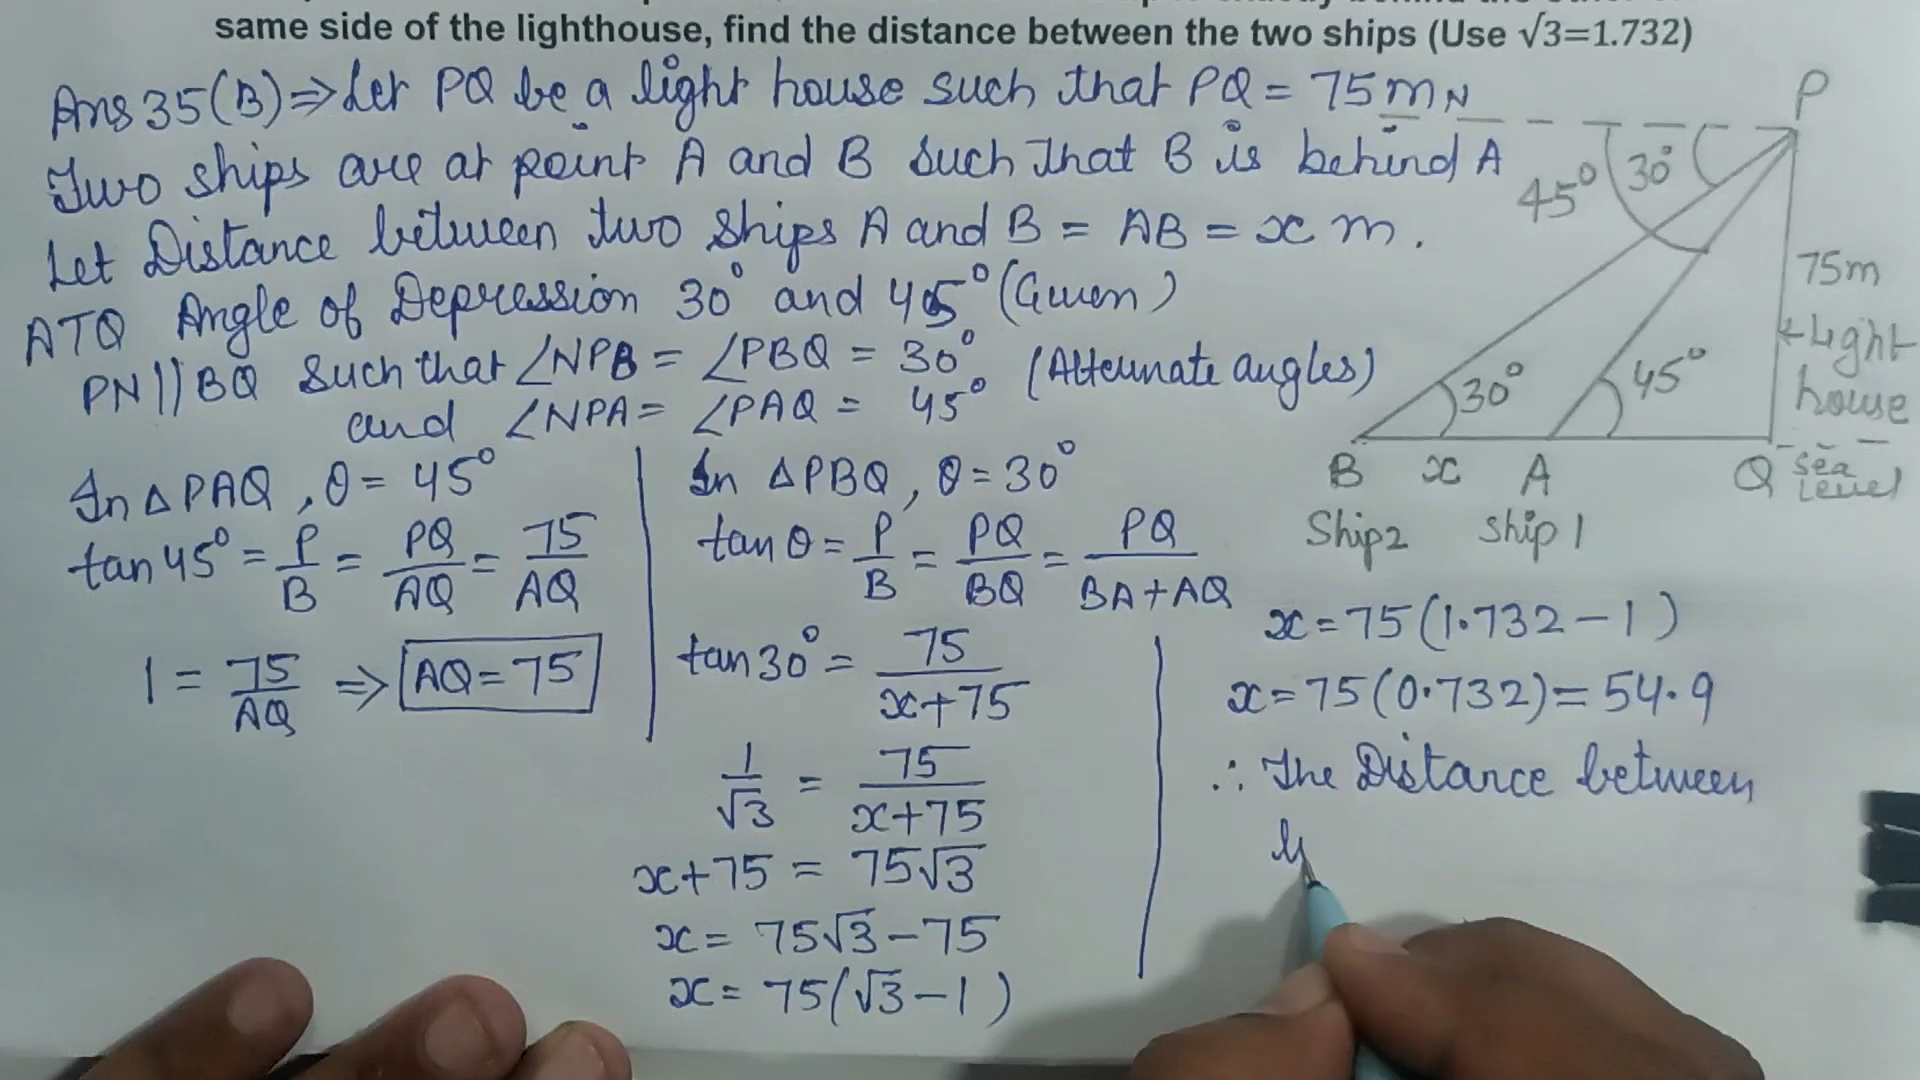 same side of the lighthouse, find the distance between the two ships (Use √3=1.732)
Ans 35(B)⇒ Let PQ be a light house such that PQ = 75m
Two ships are at point A and B such that B is behind A
Let Distance between two ships A and B = AB = x m.
ATQ Angle of Depression 30° and 45° (Given)
PN||BQ such that ∠NPB = ∠PBQ = 30° (Alternate angles)
and ∠NPA = ∠PAQ = 45°
In △PAQ, θ = 45°
tan 45° = P/B = PQ/AQ = 75/AQ
1 = 75/AQ ⇒ AQ = 75
In △PBQ, θ = 30°
tan θ = P/B = PQ/BQ = PQ/BA+AQ
tan 30° = 75/x+75
1/√3 = 75/x+75
x+75 = 75√3
x = 75√3 − 75
x = 75(√3 − 1)
N P
45° 30°
75m
←Light
house
30° 45°
B x A Q sea
level
Ship2 ship 1
x = 75(1.732 − 1)
x = 75(0.732) = 54.9
∴ The Distance between